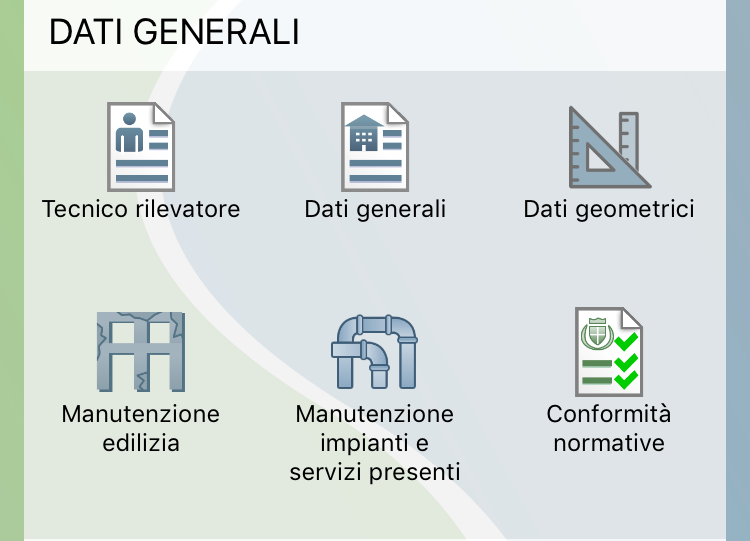 DATI GENERALI
Tecnico rilevatore
Dati generali
Dati geometrici
Manutenzione
edilizia
Manutenzione
impianti e
servizi presenti
Conformità
normative